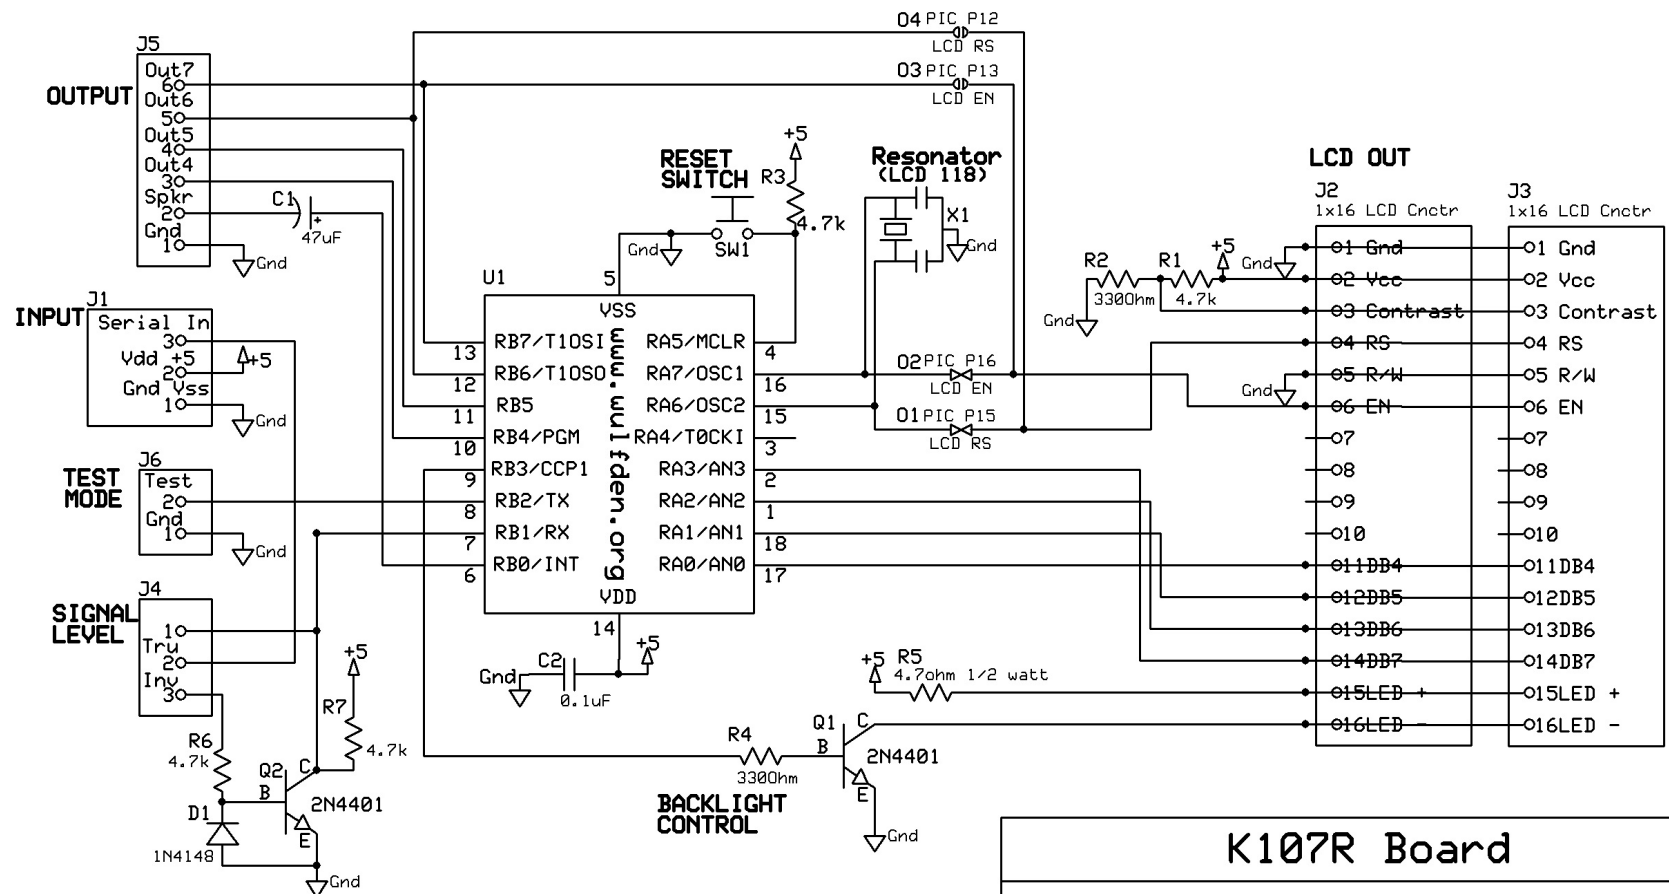 O4 PIC P12
LCD RS
O3 PIC P13
LCD EN
J5
OUTPUT
Out7
6
Out6
5
Out5
4
Out4
3
Spkr
2
Gnd
1
Gnd
C1
+
47uF
RESET
SWITCH
+5
R3
4.7k
Gnd
SW1
Resonator
(LCD 118)
X1
Gnd
LCD OUT
J2
1x16 LCD Cnctr
1 Gnd
2 Vcc
3 Contrast
4 RS
5 R/W
6 EN
7
8
9
10
11DB4
12DB5
13DB6
14DB7
15LED +
16LED -
J3
1x16 LCD Cnctr
1 Gnd
2 Vcc
3 Contrast
4 RS
5 R/W
6 EN
7
8
9
10
11DB4
12DB5
13DB6
14DB7
15LED +
16LED -
R2
330Ohm
R1
4.7k
+5
Gnd
Gnd
Gnd
INPUT
J1
Serial In
3
Vdd +5
2
Gnd Vss
1
+5
Gnd
U1
5
VSS
www.wulfden.org
VDD
14
13 RB7/T1OSI
12 RB6/T1OSO
11 RB5
10 RB4/PGM
9 RB3/CCP1
8 RB2/TX
7 RB1/RX
6 RB0/INT
RA5/MCLR 4
RA7/OSC1 16
RA6/OSC2 15
RA4/T0CKI 3
RA3/AN3 2
RA2/AN2 1
RA1/AN1 18
RA0/AN0 17
O2 PIC P16
LCD EN
O1 PIC P15
LCD RS
TEST
MODE
J6
Test
2
Gnd
1
Gnd
SIGNAL
LEVEL
J4
1
Tru
2
Inv
3
R6
4.7k
R7
4.7k
+5
Q2
C
B
E
2N4401
D1
1N4148
Gnd
Gnd
C2
0.1uF
+5
+5
R5
4.7ohm 1/2 watt
R4
330Ohm
Q1
C
B
E
2N4401
Gnd
BACKLIGHT
CONTROL
K107R Board